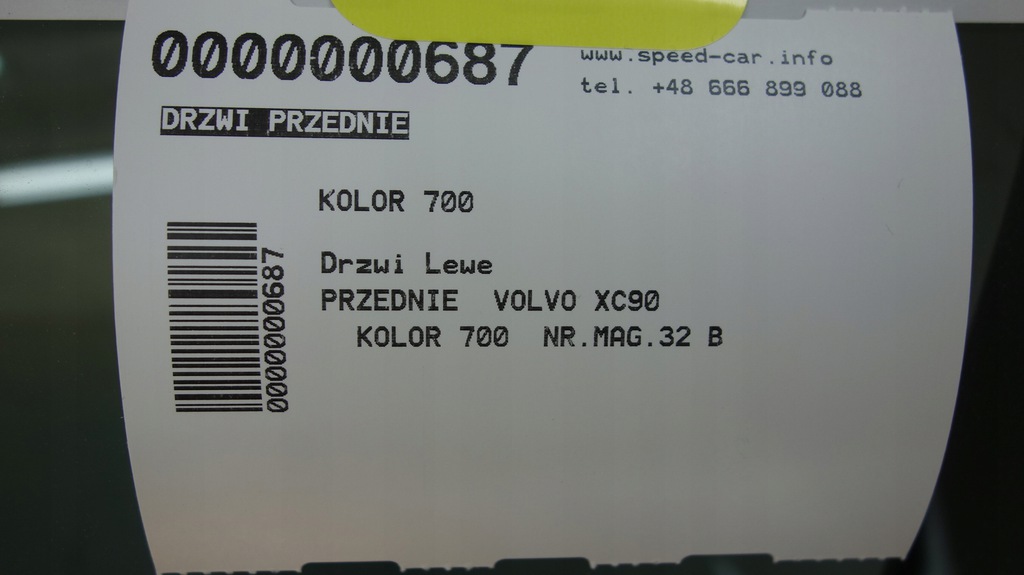 0000000687
www.speed-car.info
tel. +48 666 899 088
DRZWI PRZEDNIE
KOLOR 700
0000000687
Drzwi Lewe
PRZEDNIE VOLVO XC90
KOLOR 700 NR.MAG.32 B